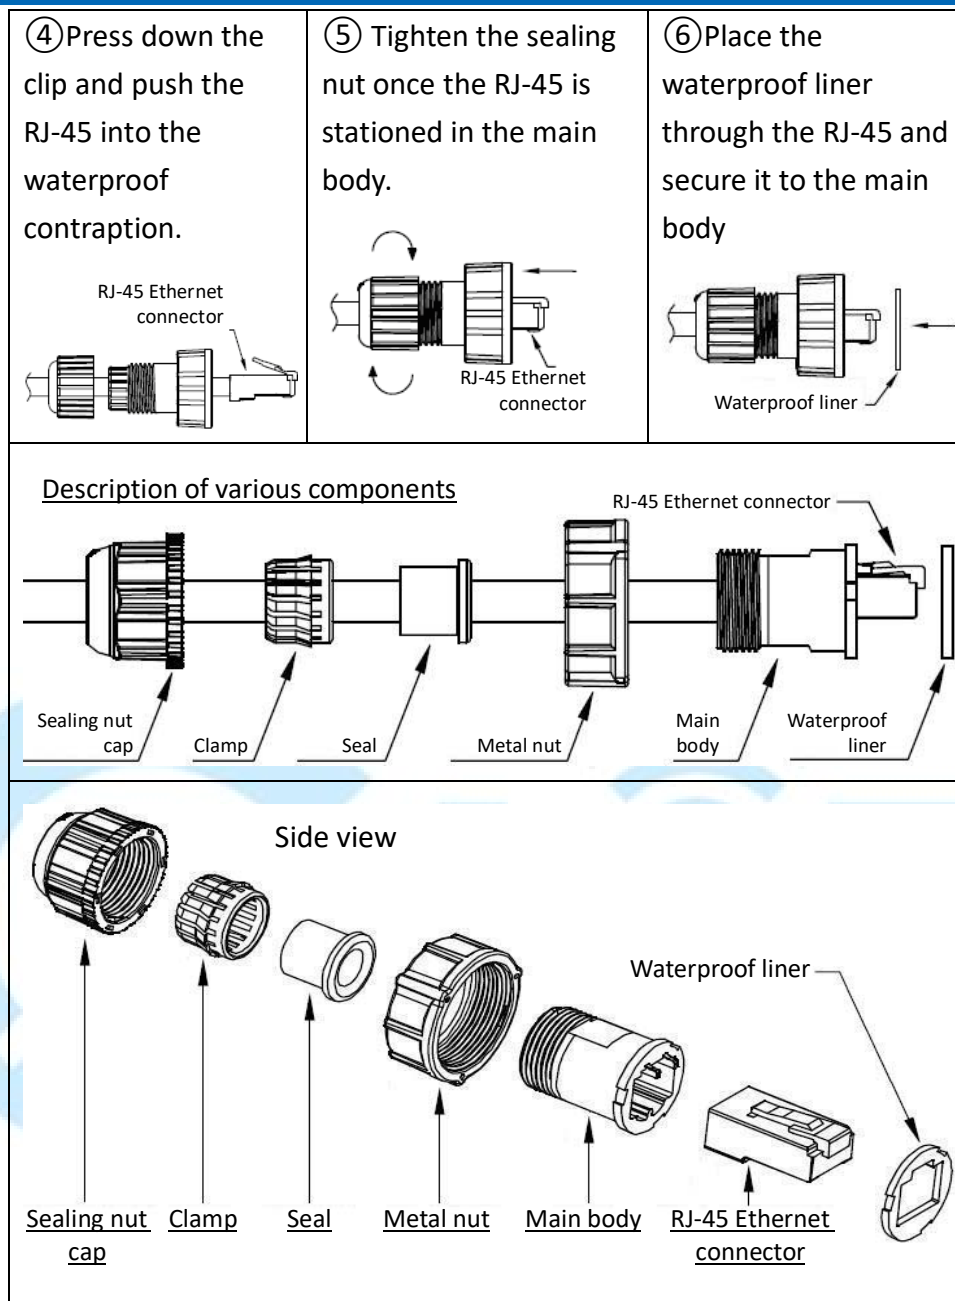 ④Press down the
clip and push the
RJ-45 into the
waterproof
contraption.
RJ-45 Ethernet
connector
⑤ Tighten the sealing
nut once the RJ-45 is
stationed in the main
body.
RJ-45 Ethernet
connector
⑥Place the
waterproof liner
through the RJ-45 and
secure it to the main
body
Waterproof liner
Description of various components
RJ-45 Ethernet connector
Sealing nut
cap
Clamp
Seal
Metal nut
Main
body
Waterproof
liner
Side view
Waterproof liner
Sealing nut
cap
Clamp
Seal
Metal nut
Main body
RJ-45 Ethernet
connector